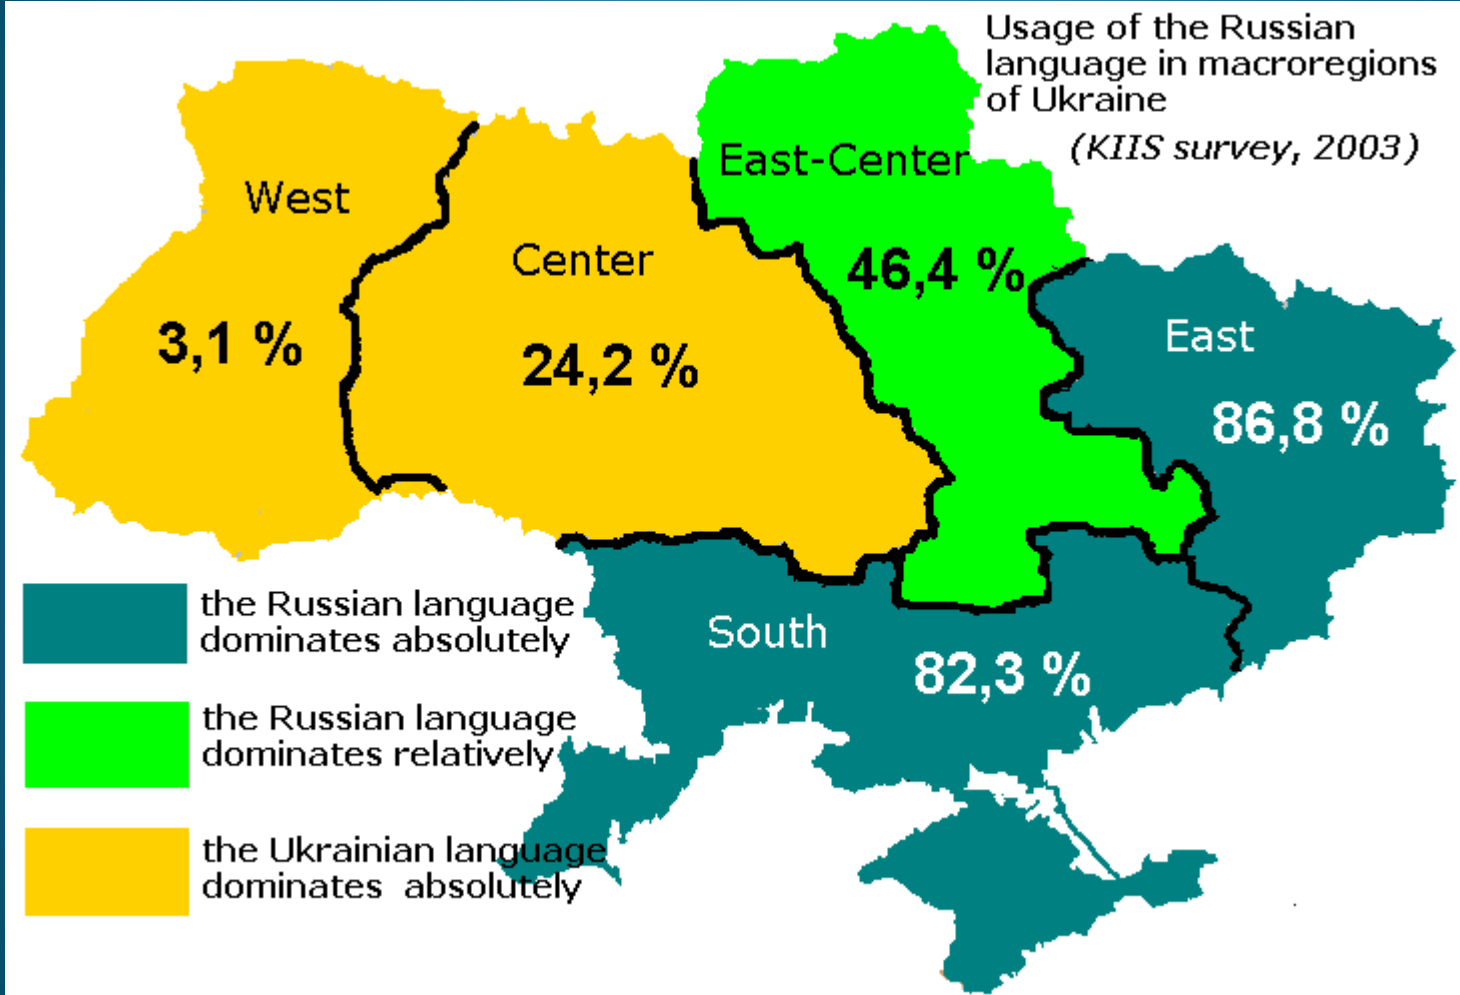 Usage of the Russian
language in macroregions
of Ukraine
(KIIS survey, 2003)
East-Center
46,4 %
West
3,1 %
Center
24,2 %
East
86,8 %
South
82,3 %
the Russian language
dominates absolutely
the Russian language
dominates relatively
the Ukrainian language
dominates absolutely